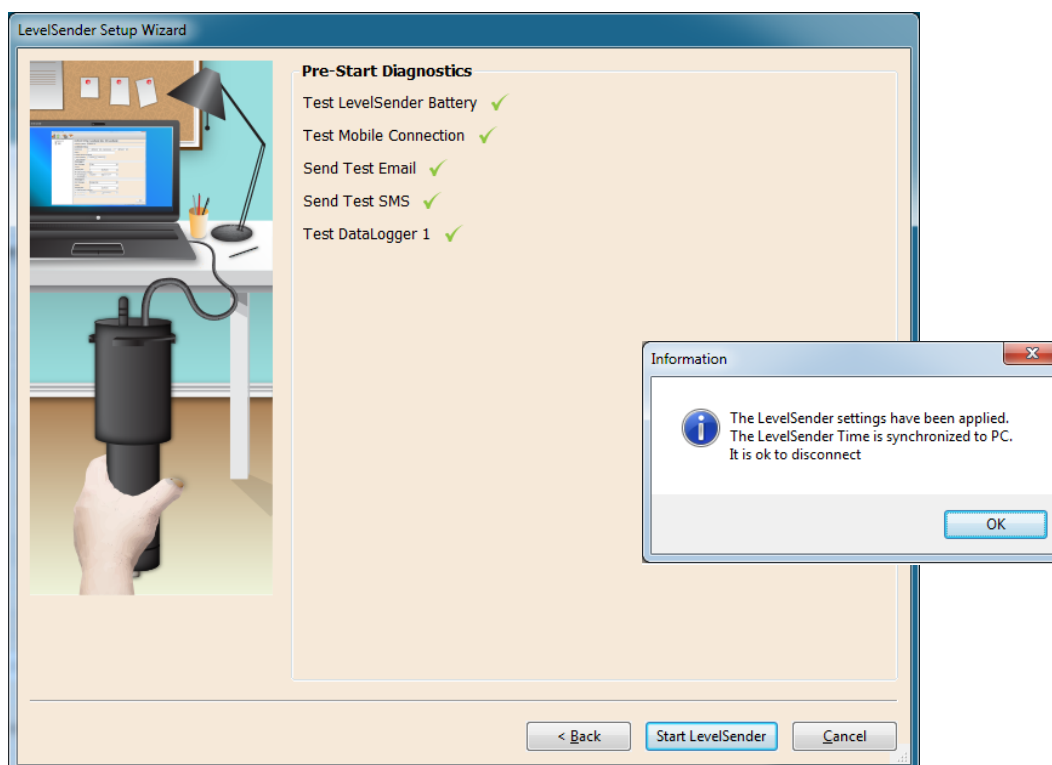 LevelSender Setup Wizard
Pre-Start Diagnostics
Test LevelSender Battery
Test Mobile Connection
Send Test Email
Send Test SMS
Test DataLogger 1
Information
The LevelSender settings have been applied.
The LevelSender Time is synchronized to PC.
It is ok to disconnect
OK
< Back
Start LevelSender
Cancel